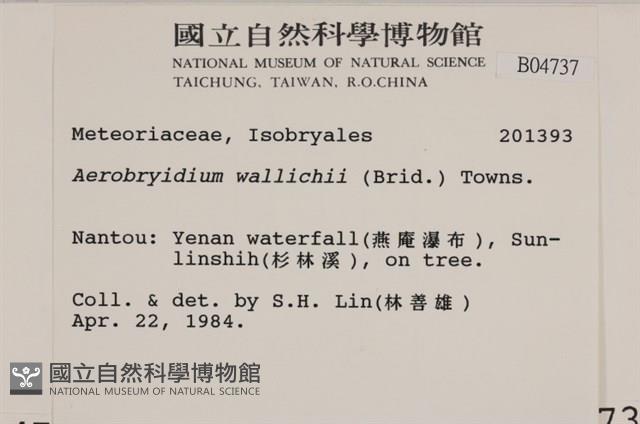 國立自然科學博物館
NATIONAL MUSEUM OF NATURAL SCIENCE
TAICHUNG, TAIWAN, R.O.CHINA
B04737
Meteoriaceae, Isobryales 201393
Aerobryidium wallichii (Brid.) Towns.
Nantou: Yenan waterfall(燕庵瀑布), Sun-
linshih(杉林溪), on tree.
Coll. & det. by S.H. Lin(林善雄)
Apr. 22, 1984.
國立自然科學博物館
NATIONAL MUSEUM OF NATURAL SCIENCE
73